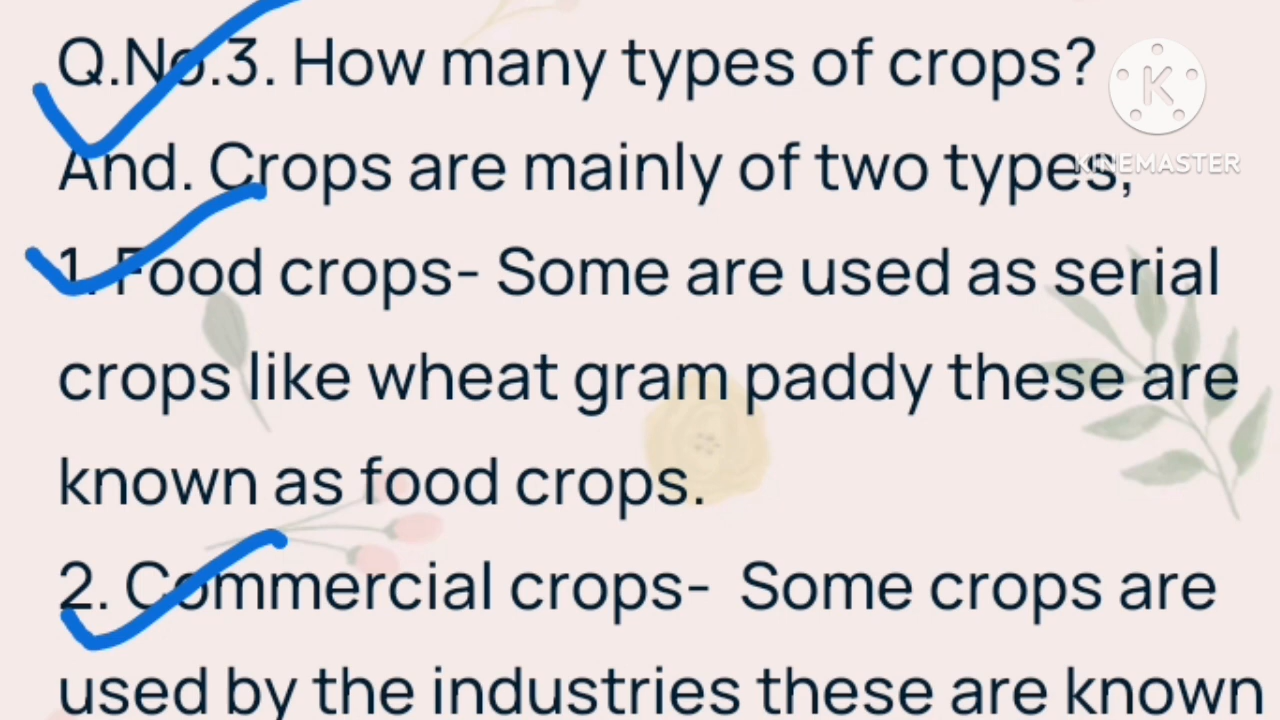 Q.No.3. How many types of crops?
And. Crops are mainly of two types,
1. Food crops- Some are used as serial
crops like wheat gram paddy these are
known as food crops.
2. Commercial crops- Some crops are
used by the industries these are known
K
KINEMASTER